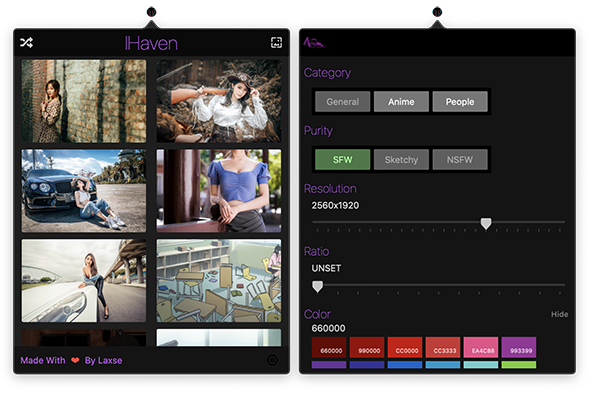 IHaven
Made With ❤ By Laxse
Category
General Anime People
Purity
SFW Sketchy NSFW
Resolution
2560x1920
Ratio
UNSET
Color Hide
660000
660000 990000 CC0000 CC3333 EA4C88 993399